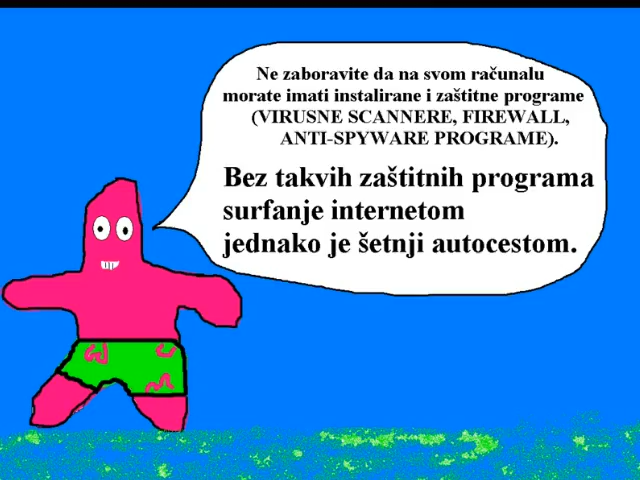 Ne zaboravite da na svom računalu
morate imati instalirane i zaštitne programe
(VIRUSNE SCANNERE, FIREWALL,
ANTI-SPYWARE PROGRAME).
Bez takvih zaštitnih programa
surfanje internetom
jednako je šetnji autocestom.